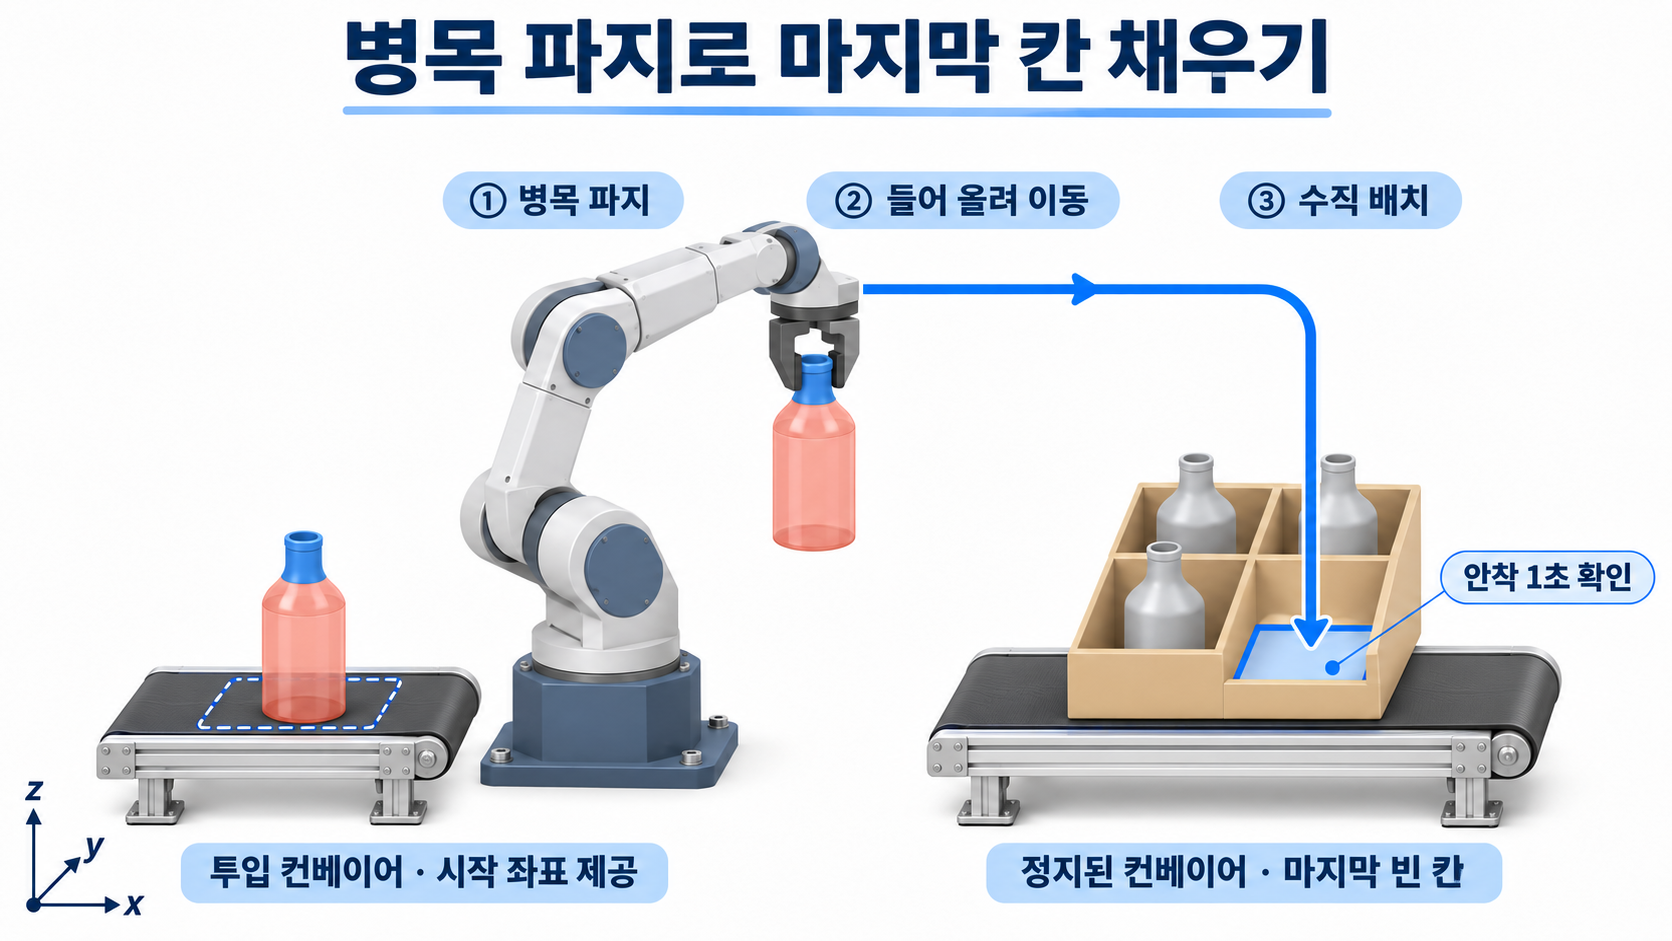 병목 파지로 마지막 칸 채우기
① 병목 파지
② 들어 올려 이동
③ 수직 배치
안착 1초 확인
z
y
x
투입 컨베이어 · 시작 좌표 제공
정지된 컨베이어 · 마지막 빈 칸